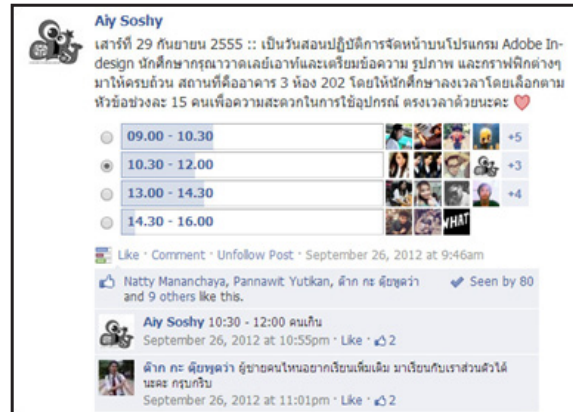 Aiy Soshy
เสาร์ที่ 29 กันยายน 2555 :: เป็นวันสอนปฏิบัติการจัดหน้าบนโปรแกรม Adobe In-
design นักศึกษากรุณาวาดเลย์เอาท์และเตรียมข้อความ รูปภาพ และกราฟฟิกต่างๆ
มาให้ครบถ้วน สถานที่คืออาคาร 3 ห้อง 202 โดยให้นักศึกษาลงเวลาโดยเลือกตาม
หัวข้อช่วงละ 15 คนเพื่อความสะดวกในการใช้อุปกรณ์ ตรงเวลาด้วยนะคะ
09.00 - 10.30 +5
10.30 - 12.00 +3
13.00 - 14.30 +4
14.30 - 16.00 WHAT
Like · Comment · Unfollow Post · September 26, 2012 at 9:46am
Natty Mananchaya, Pannawit Yutikan, ต๊าก กะ ตุ๊ยพูดว่า Seen by 80
and 9 others like this.
Aiy Soshy 10:30 - 12:00 คนเกิน
September 26, 2012 at 10:55pm · Like · 2
ต๊าก กะ ตุ๊ยพูดว่า ผู้ชายคนไหนอยากเรียนเพิ่มเติม มาเรียนกับเราส่วนตัวได้
นะคะ กรุบกริบ
September 26, 2012 at 11:01pm · Like · 2